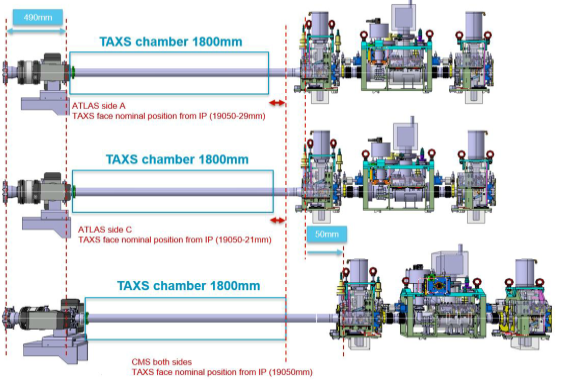 490mm
TAXS chamber 1800mm
ATLAS side A
TAXS face nominal position from IP (19050-29mm)
TAXS chamber 1800mm
ATLAS side C
TAXS face nominal position from IP (19050-21mm)
50mm
TAXS chamber 1800mm
CMS both sides
TAXS face nominal position from IP (19050mm)